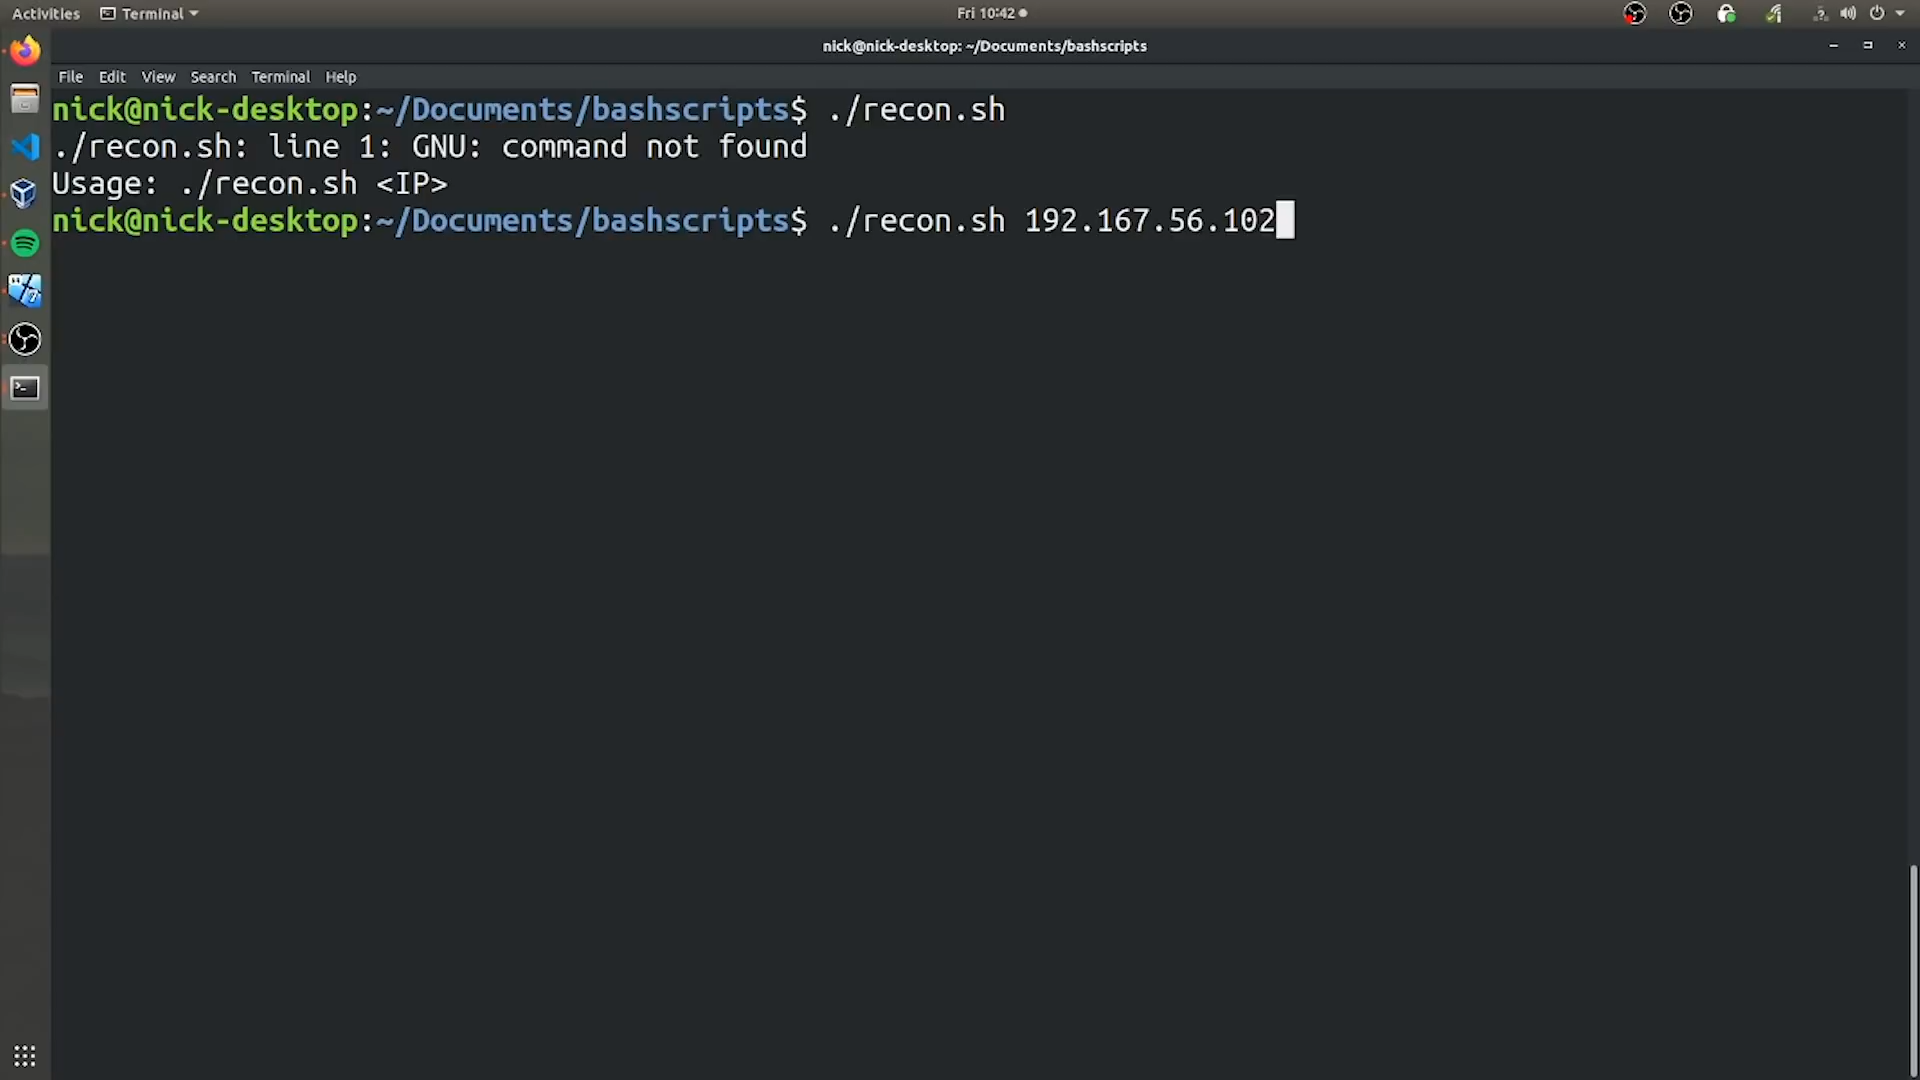 Activities Terminal Fri 10:42
nick@nick-desktop: ~/Documents/bashscripts
File Edit View Search Terminal Help
nick@nick-desktop:~/Documents/bashscripts$ ./recon.sh
./recon.sh: line 1: GNU: command not found
Usage: ./recon.sh <IP>
nick@nick-desktop:~/Documents/bashscripts$ ./recon.sh 192.167.56.102